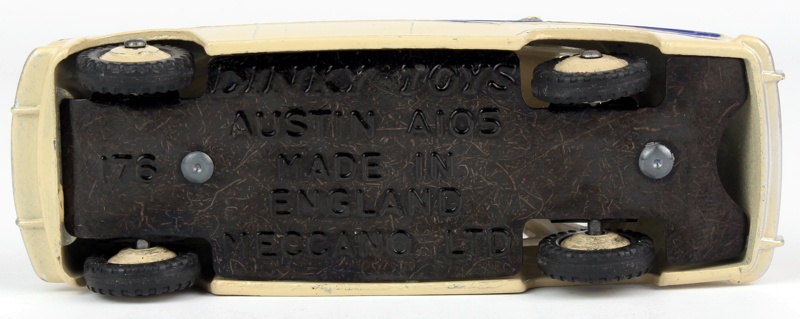 DINKY TOYS
AUSTIN A105
176
MADE IN
ENGLAND
MECCANO LTD